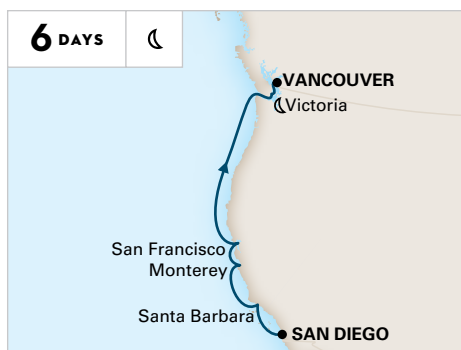 6 DAYS
VANCOUVER
Victoria
San Francisco
Monterey
Santa Barbara
SAN DIEGO